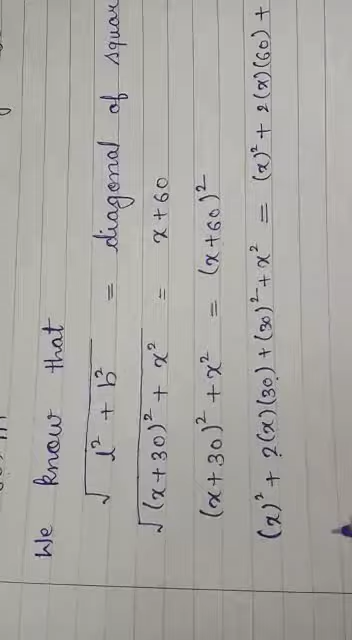 We know that
√(l² + b²) = diagonal of squar
√((x+30)² + x²) = x+60
(x+30)² + x² = (x+60)²
(x)² + 2(x)(30) + (30)² + x² = (x)² + 2(x)(60) +